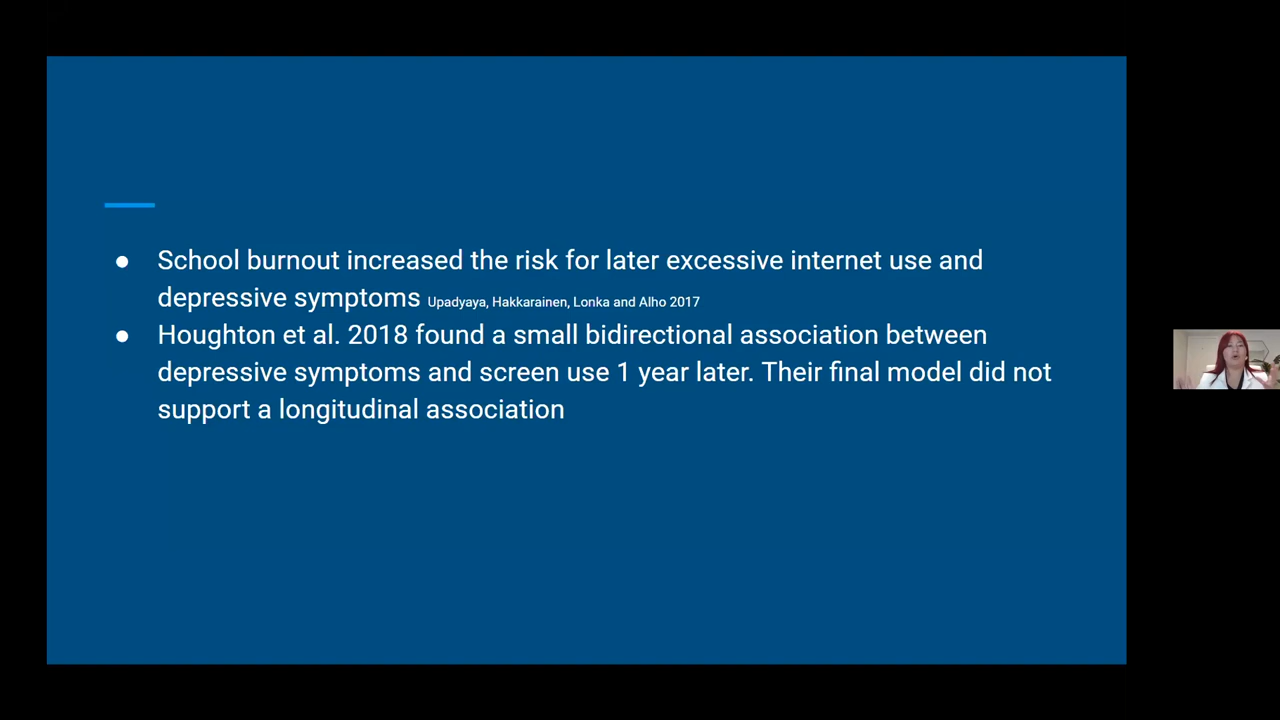 ● School burnout increased the risk for later excessive internet use and
depressive symptoms Upadyaya, Hakkarainen, Lonka and Alho 2017
● Houghton et al. 2018 found a small bidirectional association between
depressive symptoms and screen use 1 year later. Their final model did not
support a longitudinal association